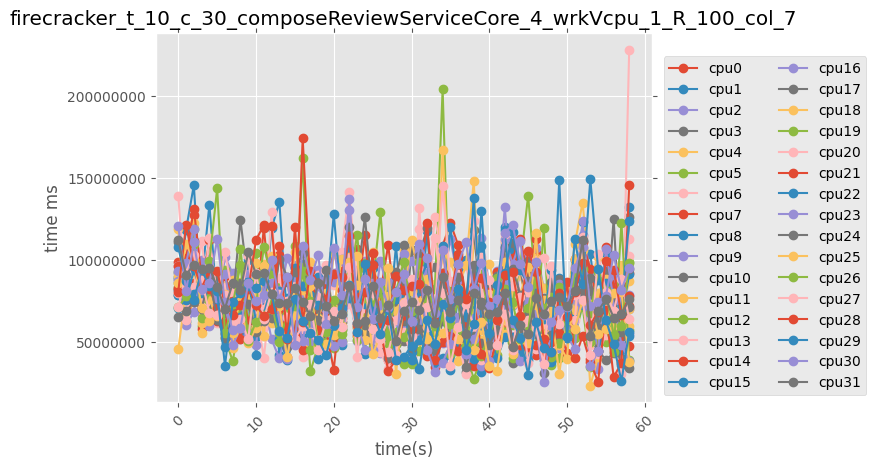 firecracker_t_10_c_30_composeReviewServiceCore_4_wrkVcpu_1_R_100_col_7
time ms
200000000
150000000
100000000
50000000
0
10
20
30
40
50
60
time(s)
cpu0
cpu1
cpu2
cpu3
cpu4
cpu5
cpu6
cpu7
cpu8
cpu9
cpu10
cpu11
cpu12
cpu13
cpu14
cpu15
cpu16
cpu17
cpu18
cpu19
cpu20
cpu21
cpu22
cpu23
cpu24
cpu25
cpu26
cpu27
cpu28
cpu29
cpu30
cpu31